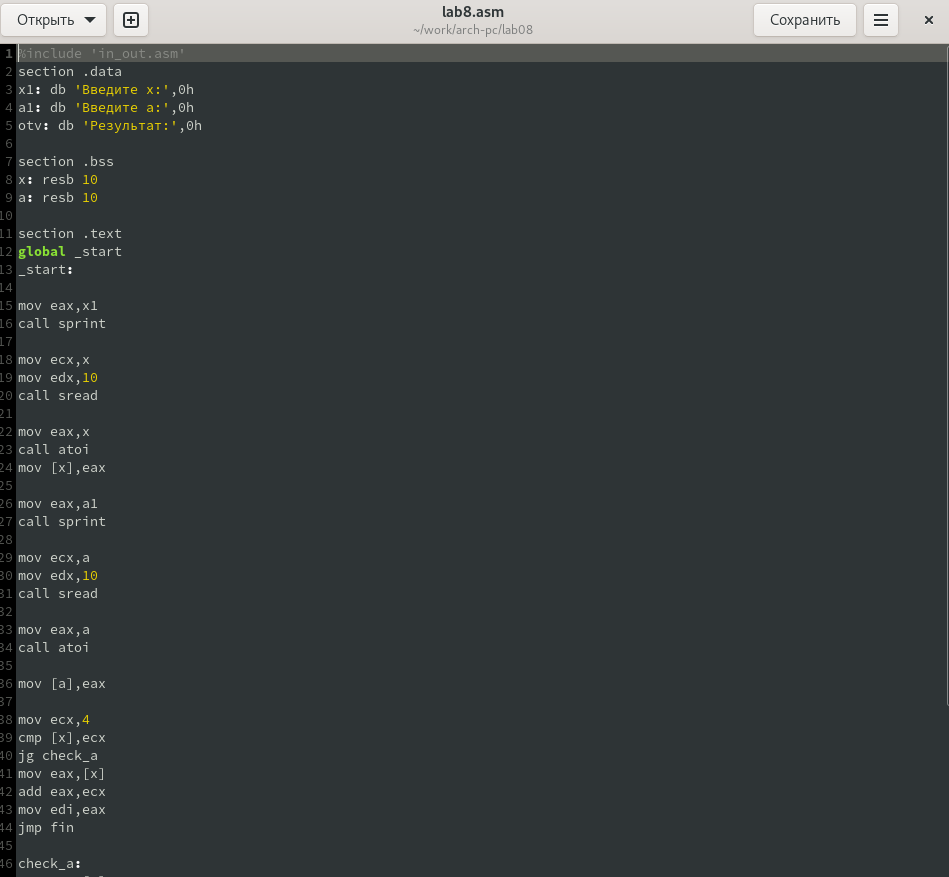 Открыть
lab8.asm
~/work/arch-pc/lab08
Сохранить
1 %include 'in_out.asm'
2 section .data
3 x1: db 'Введите x:',0h
4 a1: db 'Введите a:',0h
5 otv: db 'Результат:',0h
6
7 section .bss
8 x: resb 10
9 a: resb 10
10
11 section .text
12 global _start
13 _start:
14
15 mov eax,x1
16 call sprint
17
18 mov ecx,x
19 mov edx,10
20 call sread
21
22 mov eax,x
23 call atoi
24 mov [x],eax
25
26 mov eax,a1
27 call sprint
28
29 mov ecx,a
30 mov edx,10
31 call sread
32
33 mov eax,a
34 call atoi
35
36 mov [a],eax
37
38 mov ecx,4
39 cmp [x],ecx
40 jg check_a
41 mov eax,[x]
42 add eax,ecx
43 mov edi,eax
44 jmp fin
45
46 check_a: